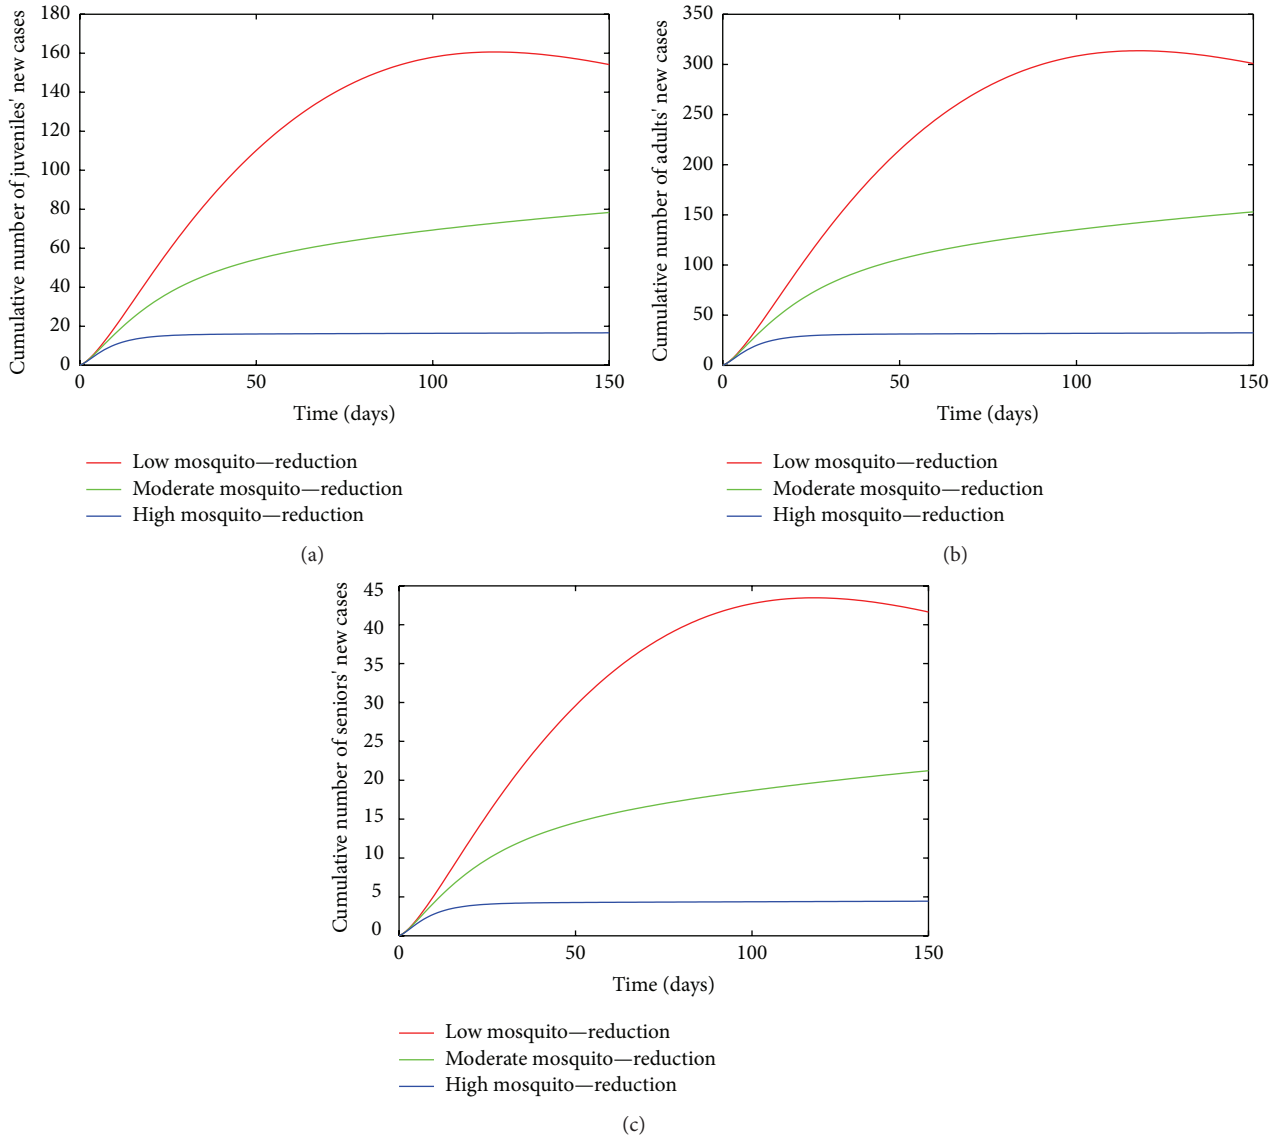 Cumulative number of juveniles' new cases
180
160
140
120
100
80
60
40
20
0
0 50 100 150
Time (days)
Low mosquito—reduction
Moderate mosquito—reduction
High mosquito—reduction
(a)
Cumulative number of adults' new cases
350
300
250
200
150
100
50
0
0 50 100 150
Time (days)
Low mosquito—reduction
Moderate mosquito—reduction
High mosquito—reduction
(b)
Cumulative number of seniors' new cases
45
40
35
30
25
20
15
10
5
0
0 50 100 150
Time (days)
Low mosquito—reduction
Moderate mosquito—reduction
High mosquito—reduction
(c)